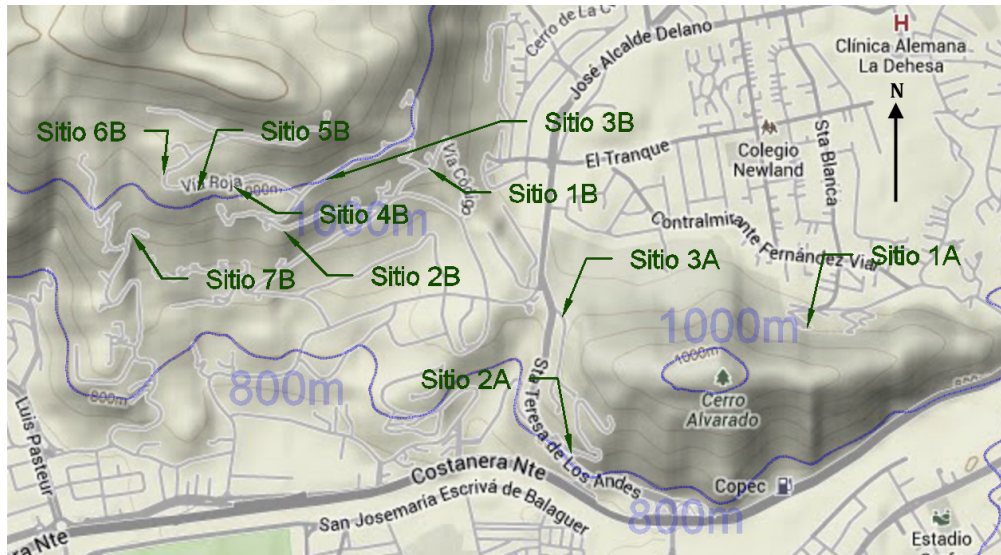 Cerro de La C
José Alcalde Delano
H
Clínica Alemana
La Dehesa
N
Sitio 6B
Sitio 5B
Sitio 3B
El Tranque
Colegio
Newland
Sta Blanca
Vía Roja
Vía Código
Sitio 1B
Sitio 4B
1000m
Contralmirante Fernández Vial
Sitio 7B
Sitio 2B
Sitio 3A
Sitio 1A
1000m
1000m
800m
800m
Sitio 2A
Cerro
Alvarado
800
Luis Pasteur
Sta Teresa de Los Andes
Costanera Nte
Copec
San Josemaría Escrivá de Balaguer
800m
Estadio
era Nte